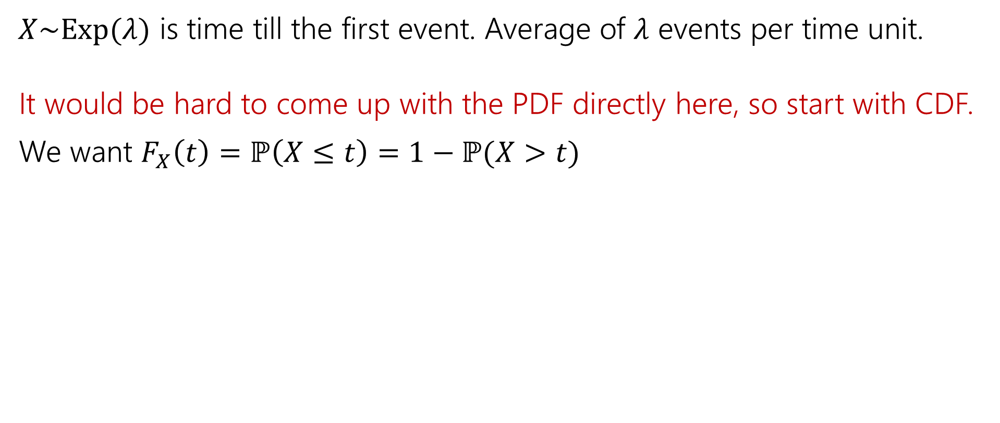 X~Exp(λ) is time till the first event. Average of λ events per time unit.
It would be hard to come up with the PDF directly here, so start with CDF.
We want F_X(t) = ℙ(X ≤ t) = 1 − ℙ(X > t)